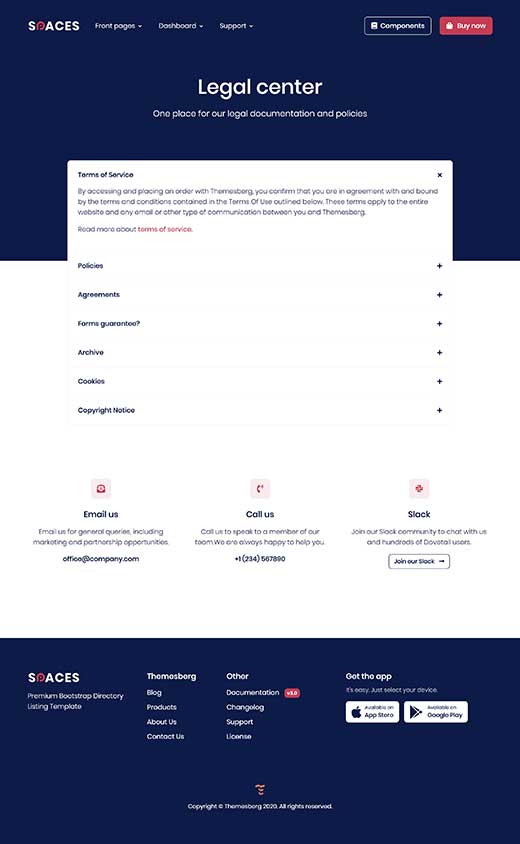 SPACES
Front pages
Dashboard
Support
Components
Buy now
Legal center
One place for our legal documentation and policies
Terms of Service
By accessing and placing an order with Themesberg, you confirm that you are in agreement with and bound
by the terms and conditions contained in the Terms Of Use outlined below. These terms apply to the entire
website and any email or other type of communication between you and Themesberg.
Read more about terms of service.
Policies
Agreements
Forms guarantee?
Archive
Cookies
Copyright Notice
Email us
Email us for general queries, including
marketing and partnership opportunities.
office@company.com
Call us
Call us to speak to a member of our
team.We are always happy to help you.
+1 (234) 567890
Slack
Join our Slack community to chat with us
and hundreds of Dovetail users.
Join our Slack
SPACES
Premium Bootstrap Directory
Listing Template
Themesberg
Blog
Products
About Us
Contact Us
Other
Documentation v3.0
Changelog
Support
License
Get the app
It's easy. Just select your device.
Available on
App Store
Available on
Google Play
Copyright © Themesberg 2020. All rights reserved.